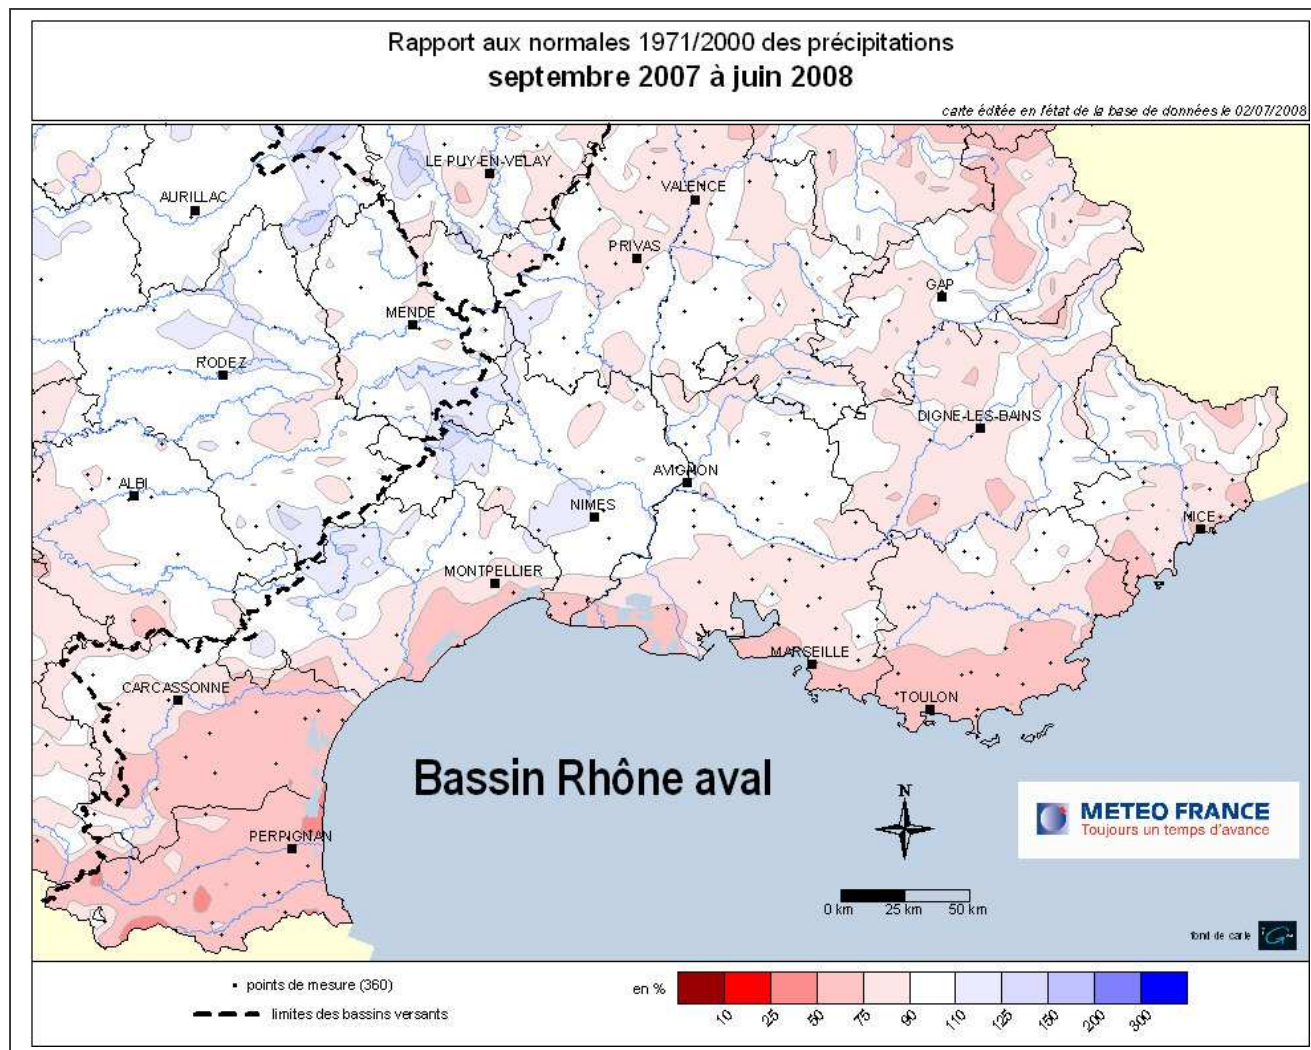 Rapport aux normales 1971/2000 des précipitations
septembre 2007 à juin 2008
carte éditée en l'état de la base de données le 02/07/2008
LE PUY-EN-VELAY
AURILLAC
VALENCE
PRIVAS
GAP
MENDE
RODEZ
DIGNE-LES-BAINS
ALBI
AVIGNON
NIMES
NICE
MONTPELLIER
MARSEILLE
CARCASSONNE
TOULON
Bassin Rhône aval
N
METEO FRANCE
Toujours un temps d'avance
PERPIGNAN
0 km 25 km 50 km
fond de carte
points de mesure (360)
limites des bassins versants
en %
10 25 50 75 90 110 125 150 200 300